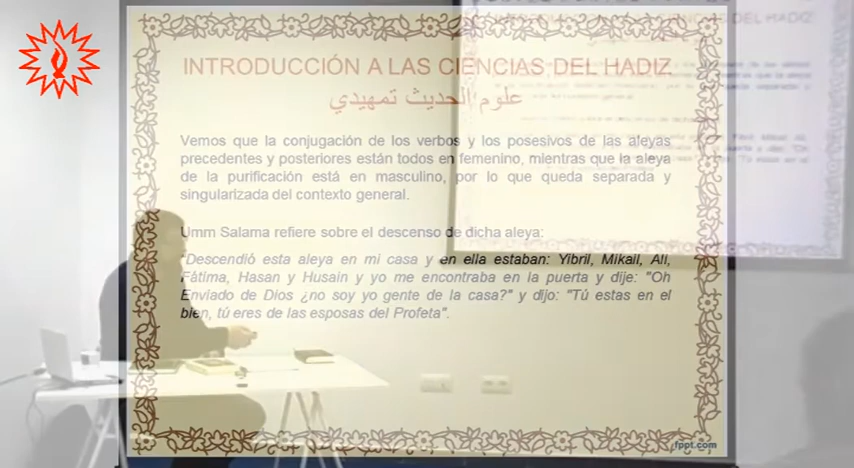 INTRODUCCIÓN A LAS CIENCIAS DEL HADIZ
علوم الحديث تمهيدي
Vemos que la conjugación de los verbos y los posesivos de las aleyas
precedentes y posteriores están todos en femenino, mientras que la aleya
de la purificación está en masculino, por lo que queda separada y
singularizada del contexto general.
Umm Salama refiere sobre el descenso de dicha aleya:
"Descendió esta aleya en mi casa y en ella estaban: Yibril, Mikail, Ali,
Fátima, Hasan y Husain y yo me encontraba en la puerta y dije: "Oh
Enviado de Dios ¿no soy yo gente de la casa?" y dijo: "Tú estas en el
bien, tú eres de las esposas del Profeta".
fppt.com